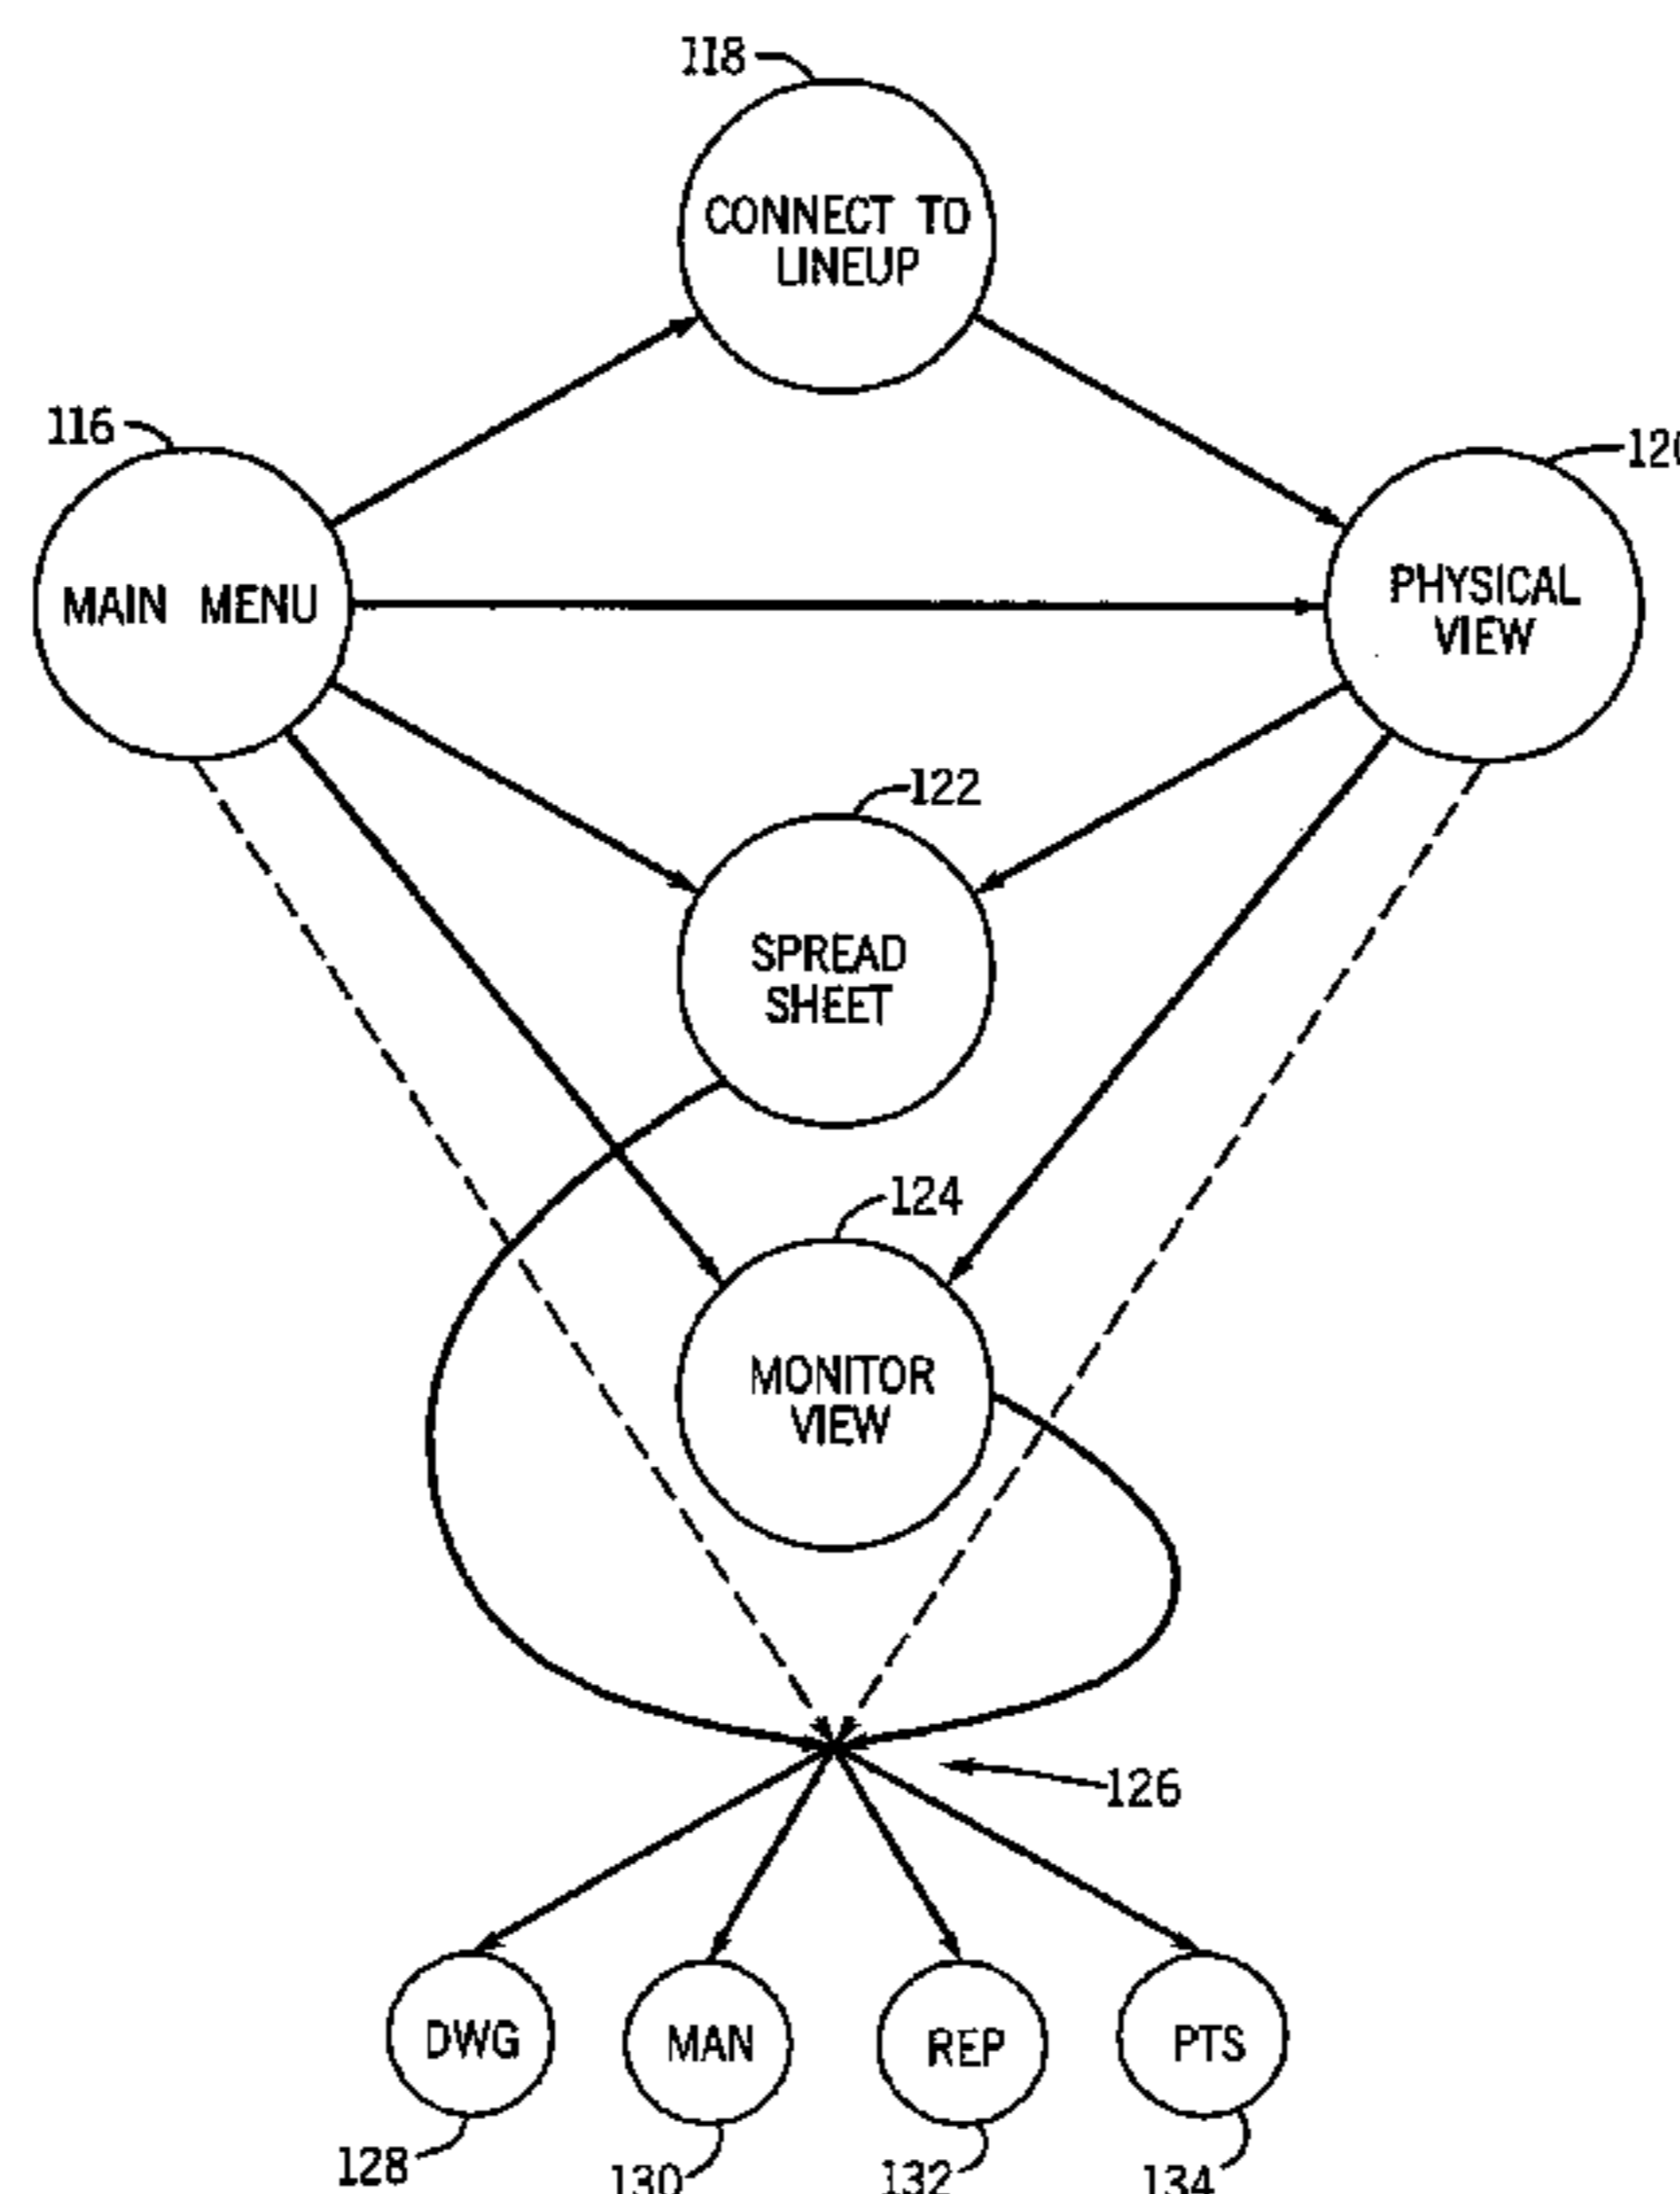 118
CONNECT TO
LINEUP
116
MAIN MENU
PHYSICAL
VIEW
122
SPREAD
SHEET
124
MONITOR
VIEW
126
DWG
MAN
REP
PTS
128
130
132
134